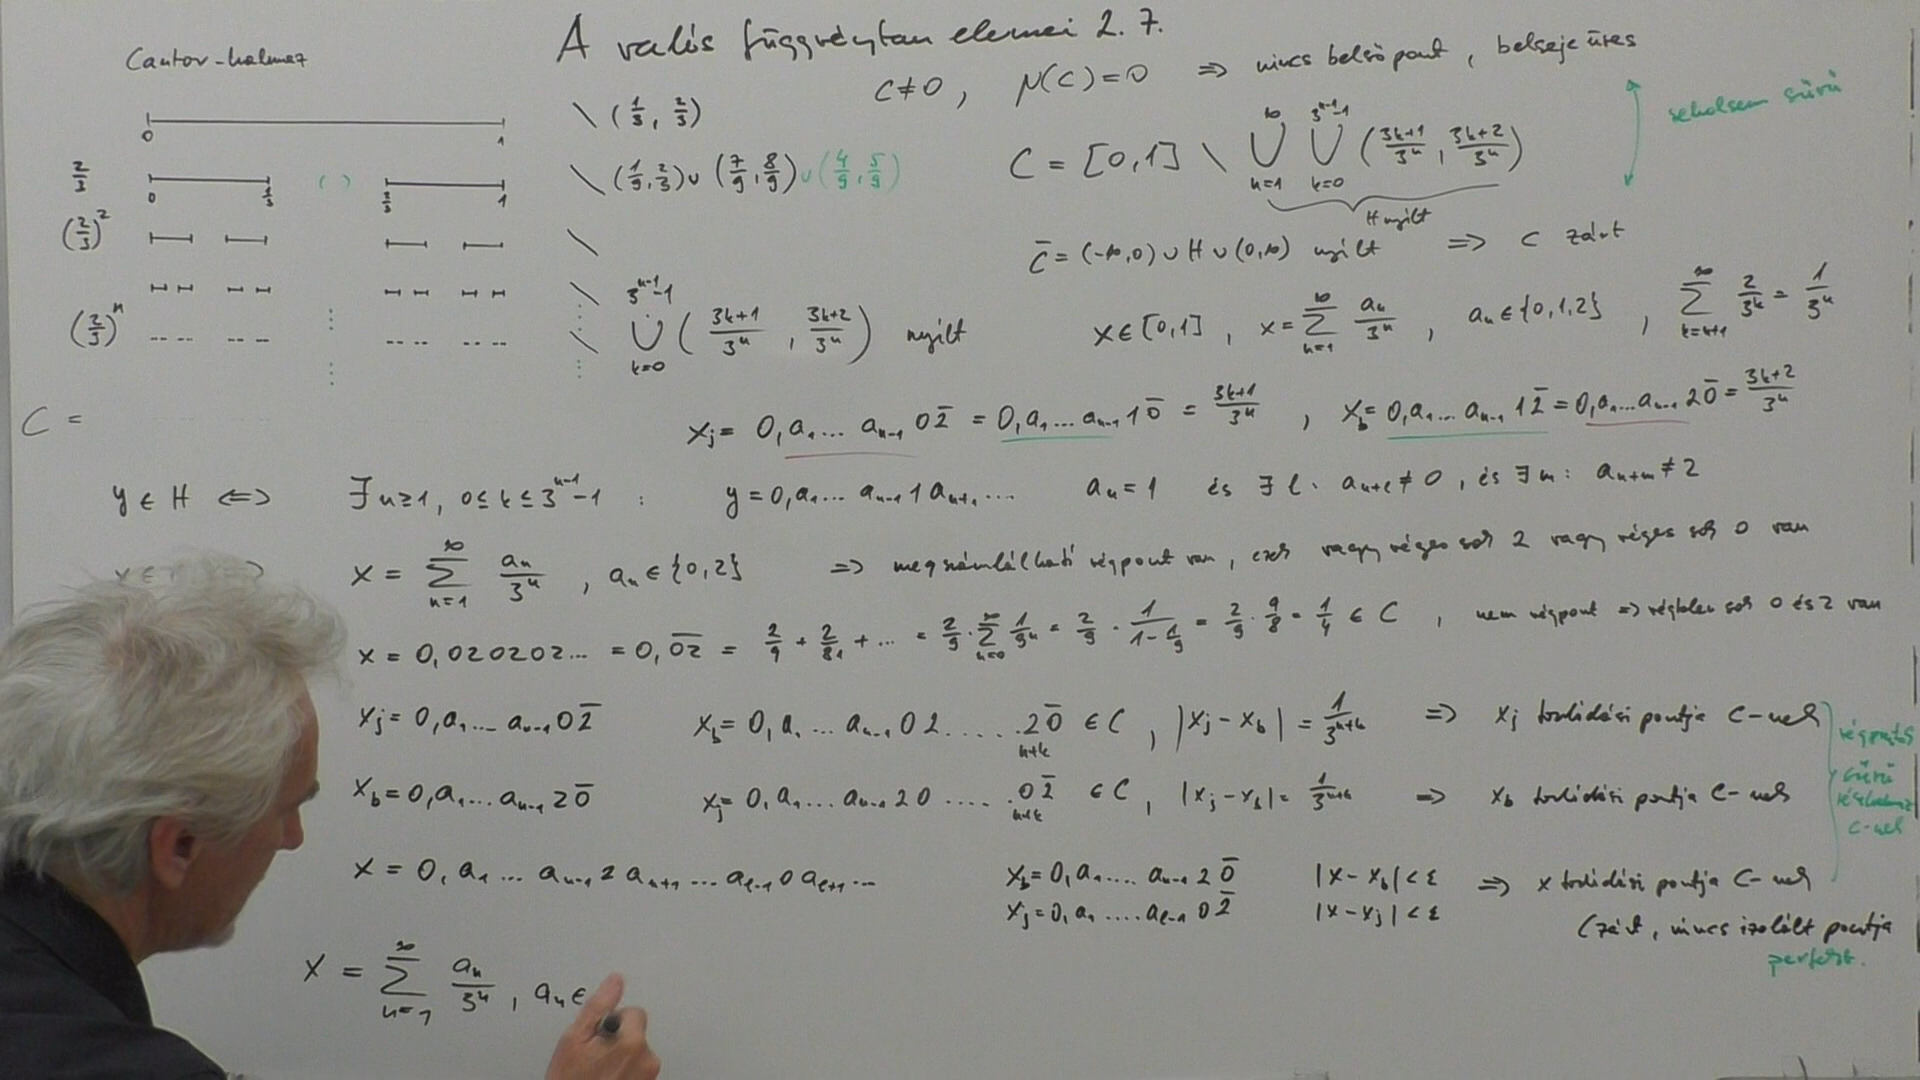 A valós függvénytan elemei 2.7.
Cantor-halmaz
C ≠ 0 , μ(C) = 0 ⇒ nincs belsőpont , belseje üres
0 1
\ (1/3, 2/3)
C = [0,1] \ ⋃_{n=1}^{∞} ⋃_{k=0}^{3^{n-1}-1} ((3k+1)/3^n, (3k+2)/3^n)
H nyílt
seholsem sűrű
2/3
0 1/3 ( ) 2/3 1
\ (1/9, 2/3) ∪ (7/9, 8/9) ∪ (4/9, 5/9)
(2/3)^2 \
C̄ = (-∞,0) ∪ H ∪ (0,∞) nyílt ⇒ C zárt
(2/3)^n
\ ⋃_{k=0}^{3^{n-1}-1} ((3k+1)/3^n, (3k+2)/3^n) nyílt
x ∈ [0,1] , x = ∑_{n=1}^{∞} a_n/3^n , a_n ∈ {0,1,2} , ∑_{k=n+1}^{∞} 2/3^k = 1/3^n
C =
x_j = 0,a_1 ... a_{n-1} 0 2̄ = 0,a_1 ... a_{n-1} 1 0̄ = (3k+1)/3^n , x_b = 0,a_1 ... a_{n-1} 1 2̄ = 0,a_1 ... a_{n-1} 2 0̄ = (3k+2)/3^n
y ∈ H ⇔ ∃ n ≥ 1, 0 ≤ k ≤ 3^{n-1}-1 : y = 0,a_1 ... a_{n-1} 1 a_{n+1} ... a_n = 1 és ∃ l : a_{n+l} ≠ 0 , és ∃ m : a_{n+m} ≠ 2
x = ∑_{n=1}^{∞} a_n/3^n , a_n ∈ {0,2} ⇒ megszámlálható végpont van , ezek vagy véges sok 2 vagy véges sok 0 van
x = 0,020202... = 0,\overline{02} = 2/9 + 2/81 + ... = 2/9 · ∑_{n=0}^{∞} 1/9^n = 2/9 · 1/(1-1/9) = 2/9 · 9/8 = 1/4 ∈ C , nem végpont ⇒ végtelen sok 0 és 2 van
x_j = 0,a_1 ... a_{n-1} 0 2̄ x_b = 0,a_1 ... a_{n-1} 0 2 ..... 2 0̄ ∈ C , |x_j - x_b| = 1/3^{n+k} ⇒ x_j torlódási pontja C-nek
n+k
x_b = 0,a_1 ... a_{n-1} 2 0̄ x_j = 0,a_1 ... a_{n-1} 2 0 ..... 0 2̄ ∈ C , |x_j - x_b| = 1/3^{n+k} ⇒ x_b torlódási pontja C-nek
n+k
végpontok
sűrű
részhalmaz
C-nek
x = 0,a_1 ... a_{n-1} 2 a_{n+1} ... a_{l-1} 0 a_{l+1} ... x_b = 0,a_1 .... a_{n-1} 2 0̄ |x - x_b| < ε ⇒ x torlódási pontja C-nek
x_j = 0,a_1 .... a_{l-1} 0 2̄ |x - x_j| < ε
(zárt, nincs izolált pontja
perfekt.
x = ∑_{n=1}^{∞} a_n/3^n , a_n ∈